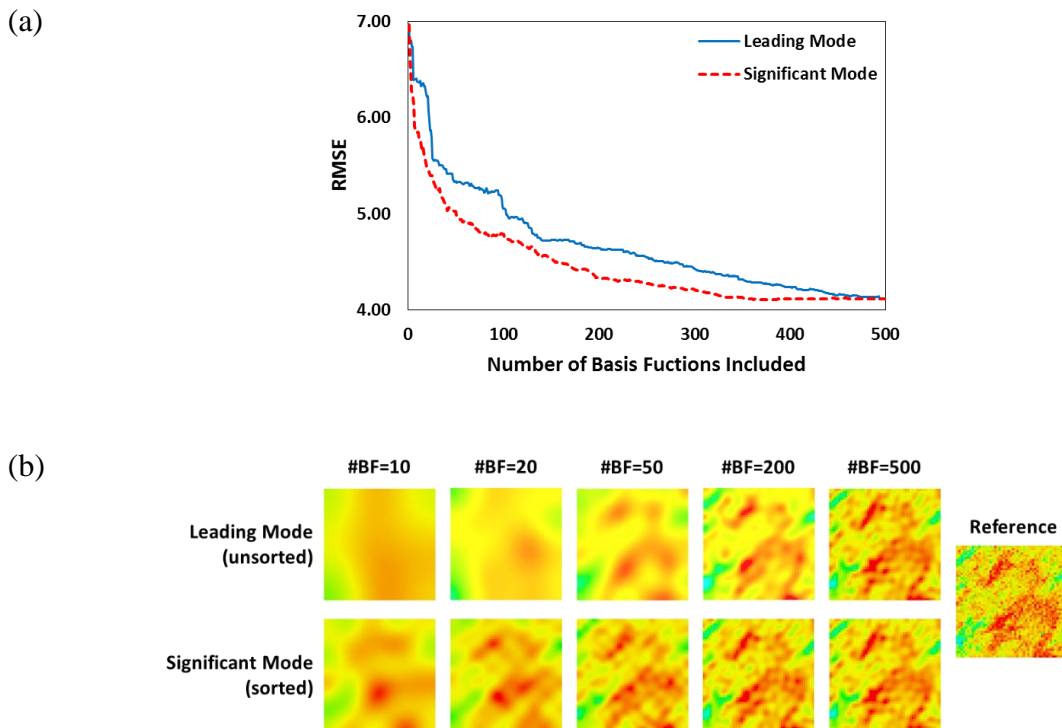 (a)
7.00
6.00
5.00
4.00
RMSE
Leading Mode
Significant Mode
0 100 200 300 400 500
Number of Basis Fuctions Included
(b)
#BF=10 #BF=20 #BF=50 #BF=200 #BF=500
Leading Mode
(unsorted)
Reference
Significant Mode
(sorted)